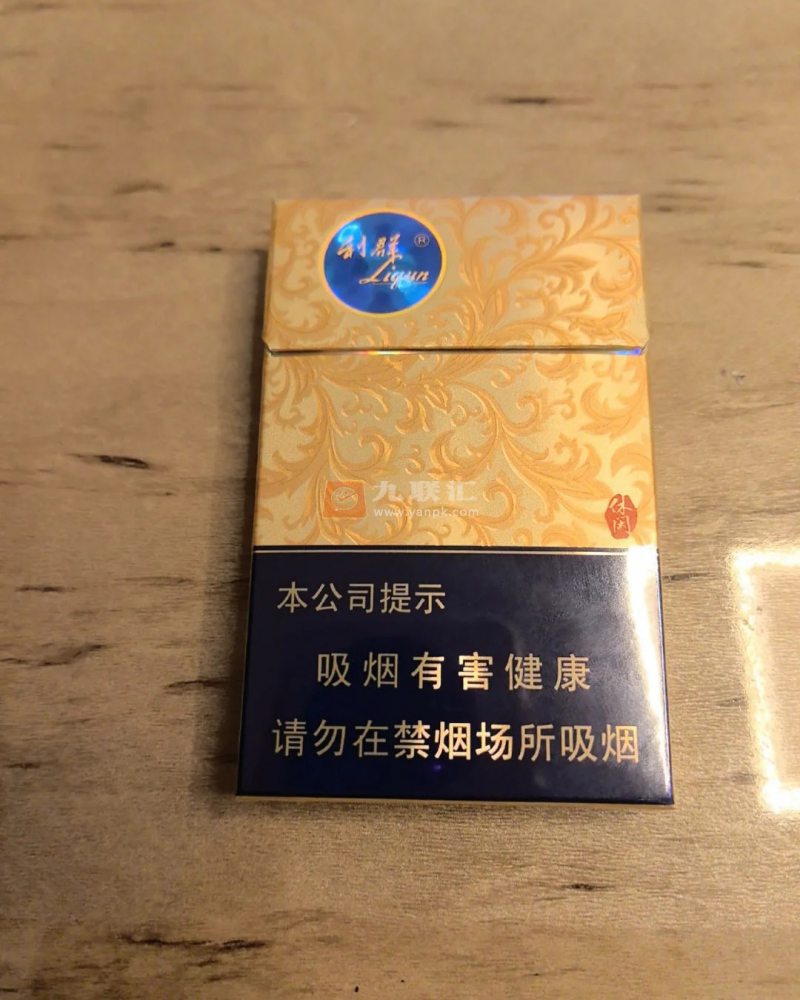 利群®
Liqun
九联汇
www.yanpk.com
休闲
本公司提示
吸烟有害健康
请勿在禁烟场所吸烟